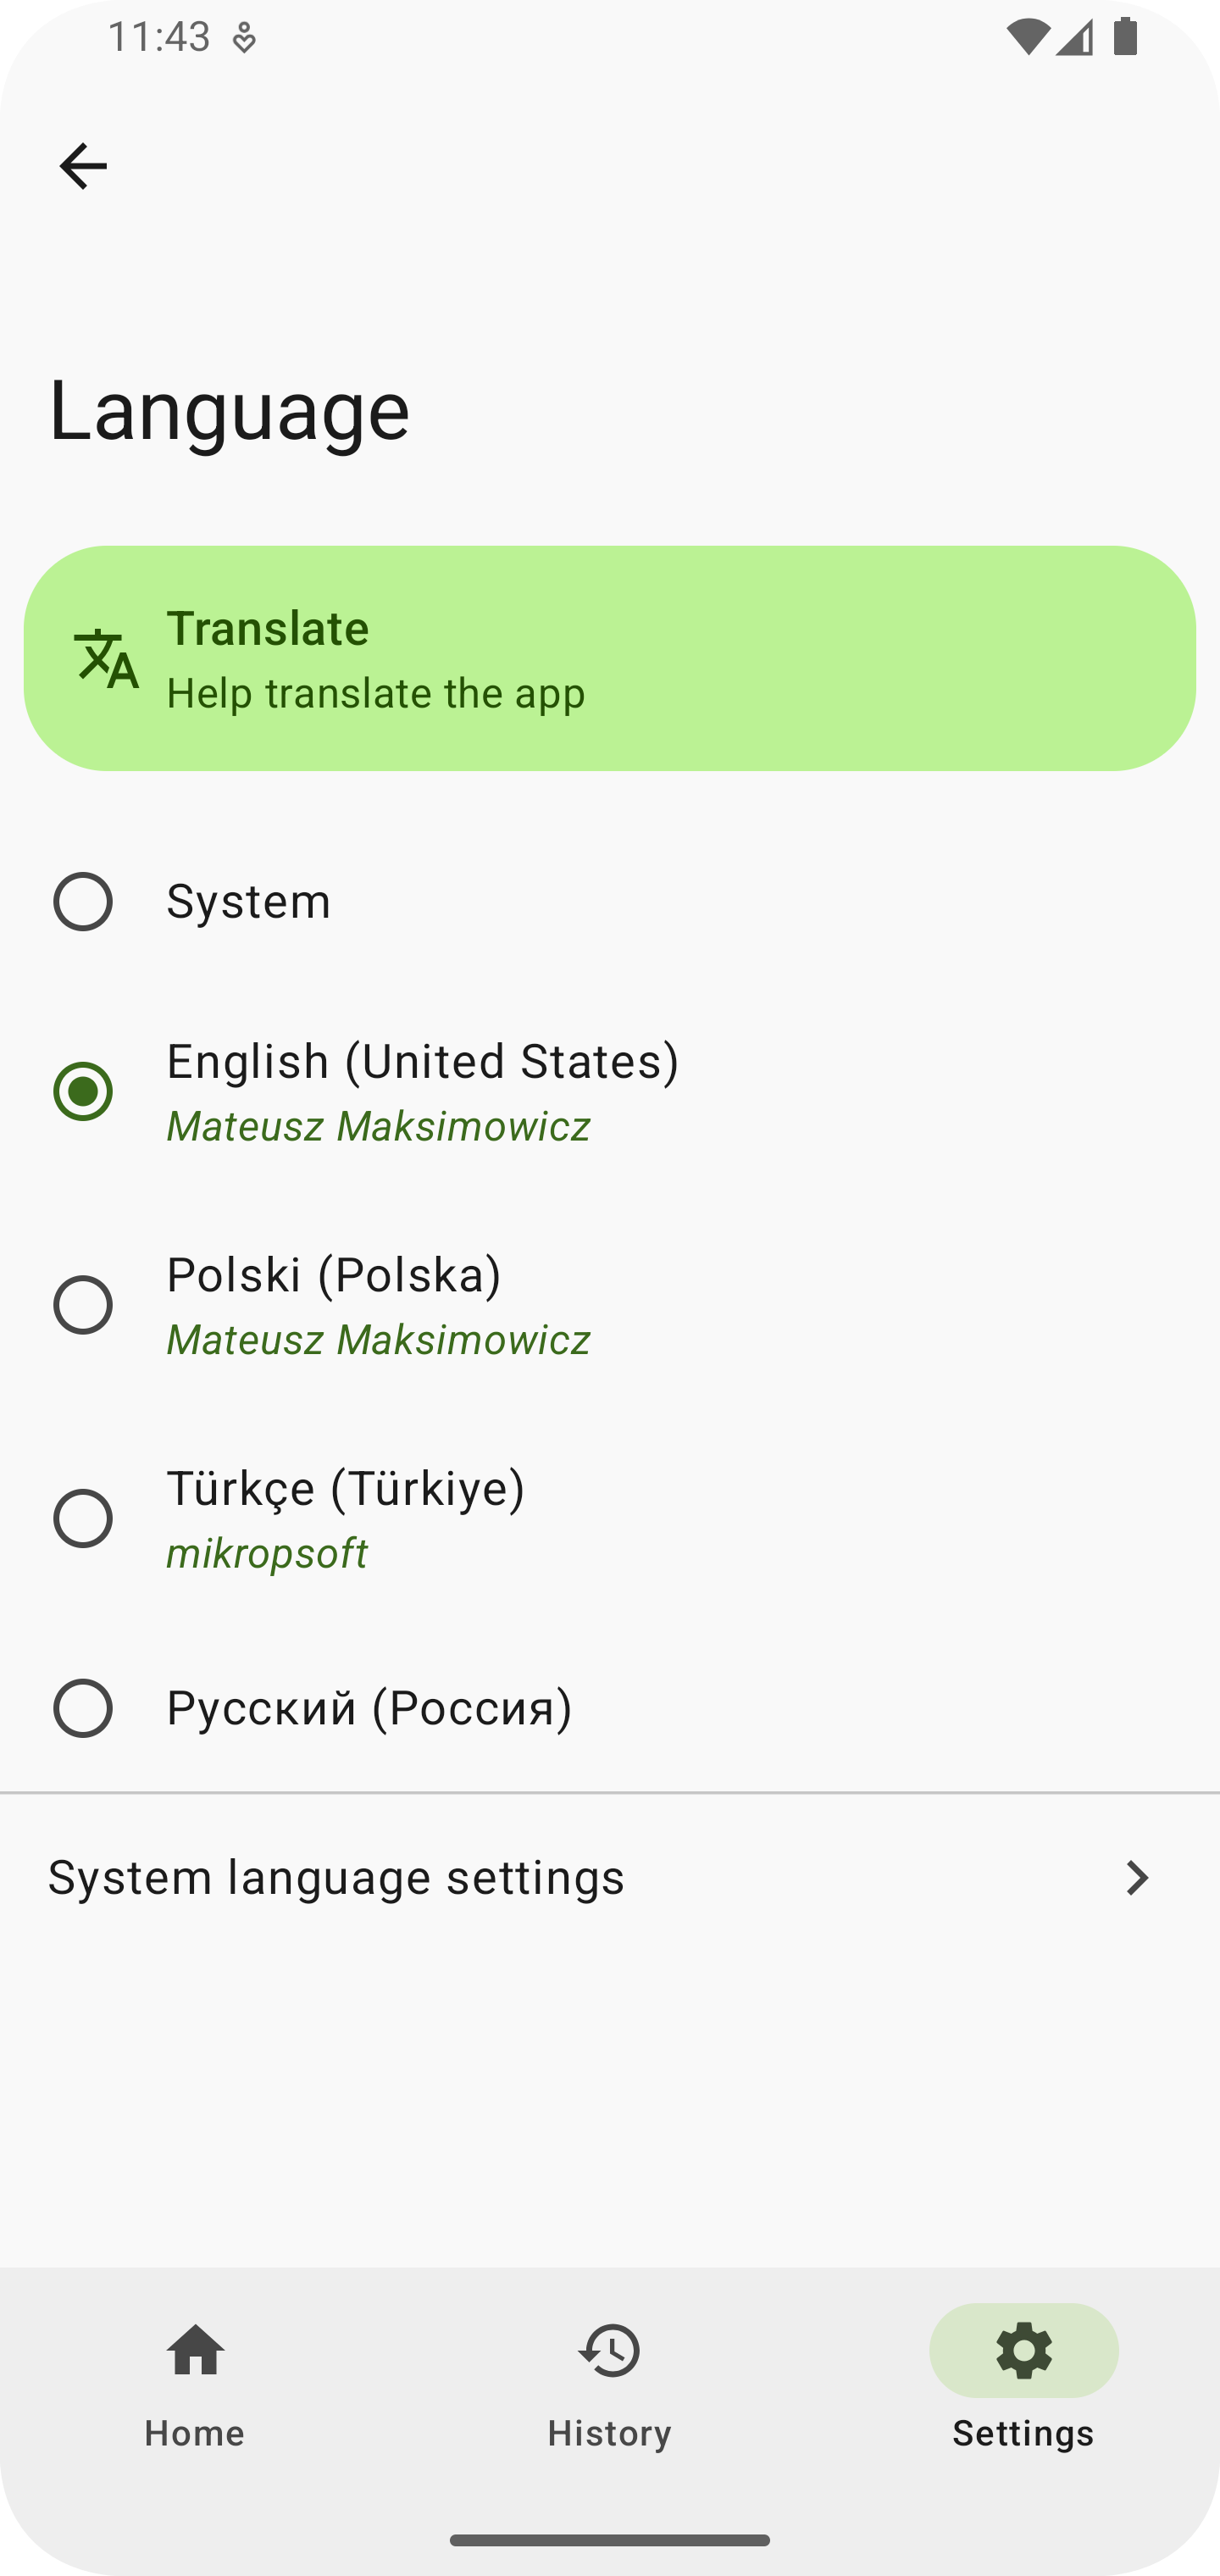 11:43
Language
Translate
Help translate the app
System
English (United States)
Mateusz Maksimowicz
Polski (Polska)
Mateusz Maksimowicz
Türkçe (Türkiye)
mikropsoft
Русский (Россия)
System language settings
Home
History
Settings